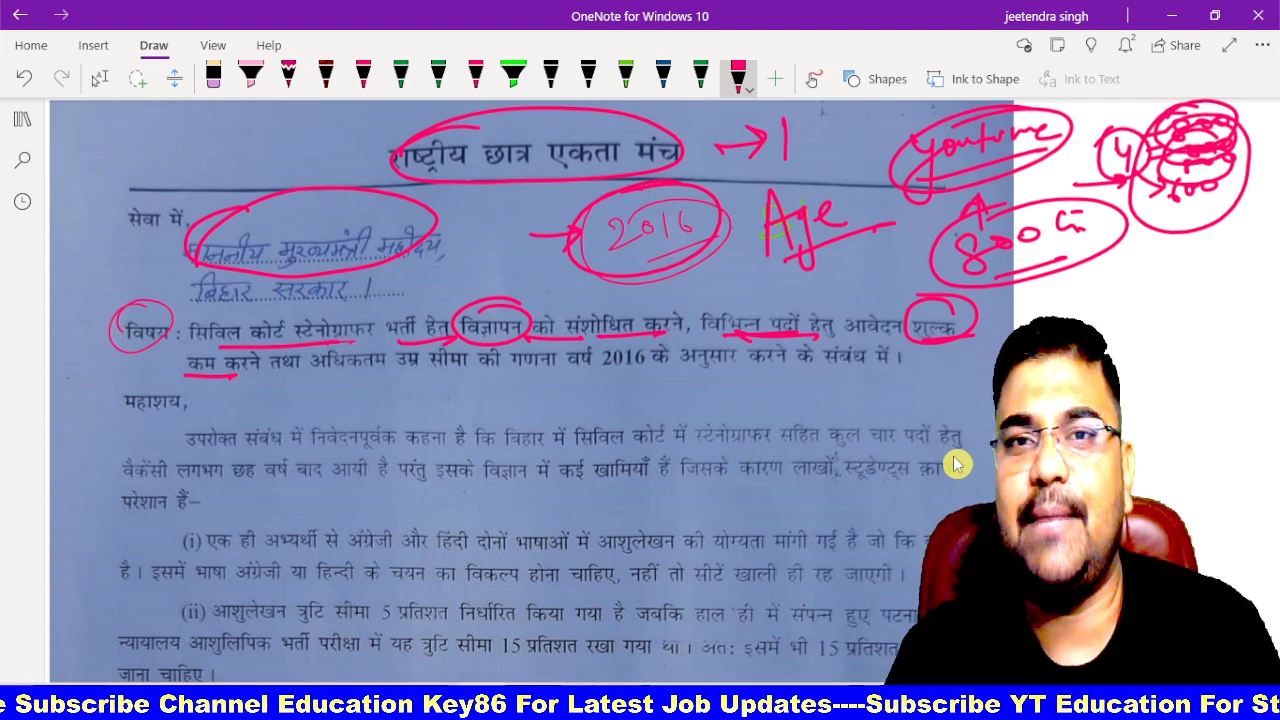 OneNote for Windows 10
jeetendra singh
Home Insert Draw View Help
Share
Shapes
Ink to Shape
Ink to Text
राष्ट्रीय छात्र एकता मंच
1
Youtube
4
100
सेवा में,
2016
Age
800
माननीय मुख्यमंत्री महोदय,
बिहार सरकार।
विषय : सिविल कोर्ट स्टेनोग्राफर भर्ती हेतु विज्ञापन को संशोधित करने, विभिन्न पदों हेतु आवेदन शुल्क
कम करने तथा अधिकतम उम्र सीमा की गणना वर्ष 2016 के अनुसार करने के संबंध में।
महाशय,
उपरोक्त संबंध में निवेदनपूर्वक कहना है कि बिहार में सिविल कोर्ट में स्टेनोग्राफर सहित कुल चार पदों हेतु
वैकेंसी लगभग छह वर्ष बाद आयी है परंतु इसके विज्ञान में कई खामियाँ हैं जिसके कारण लाखों स्टूडेण्ट्स
परेशान हैं–
(i) एक ही अभ्यर्थी से अंग्रेजी और हिंदी दोनों भाषाओं में आशुलेखन की योग्यता मांगी गई है जो कि
है। इसमें भाषा अंग्रेजी या हिन्दी के चयन का विकल्प होना चाहिए, नहीं तो सीटें खाली ही रह जाएगी।
(ii) आशुलेखन त्रुटि सीमा 5 प्रतिशत निर्धारित किया गया है जबकि हाल ही में संपन्न हुए पटना
न्यायालय आशुलिपिक भर्ती परीक्षा में यह त्रुटि सीमा 15 प्रतिशत रखा गया था। अत: इसमें भी 15 प्रतिशत
जाना चाहिए।
e Subscribe Channel Education Key86 For Latest Job Updates----Subscribe YT Education For St